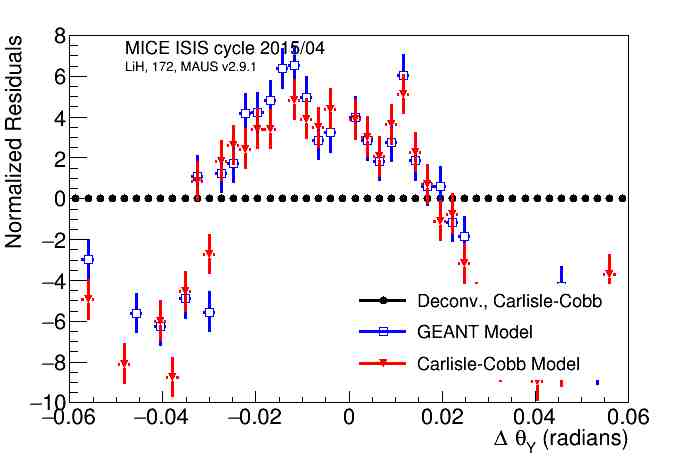 MICE ISIS cycle 2015/04
LiH, 172, MAUS v2.9.1
Normalized Residuals
8
6
4
2
0
−2
−4
−6
−8
−10
−0.06 −0.04 −0.02 0 0.02 0.04 0.06
Deconv., Carlisle-Cobb
GEANT Model
Carlisle-Cobb Model
Δ θY (radians)